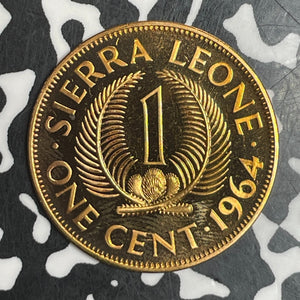 · SIERRA LEONE ·
1
ONE CENT · 1964